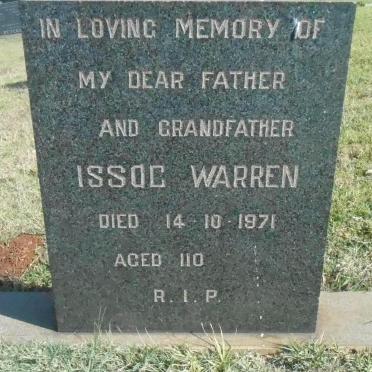 IN LOVING MEMORY OF
MY DEAR FATHER
AND GRANDFATHER
ISSOC WARREN
DIED 14-10-1971
AGED 110
R.I.P.